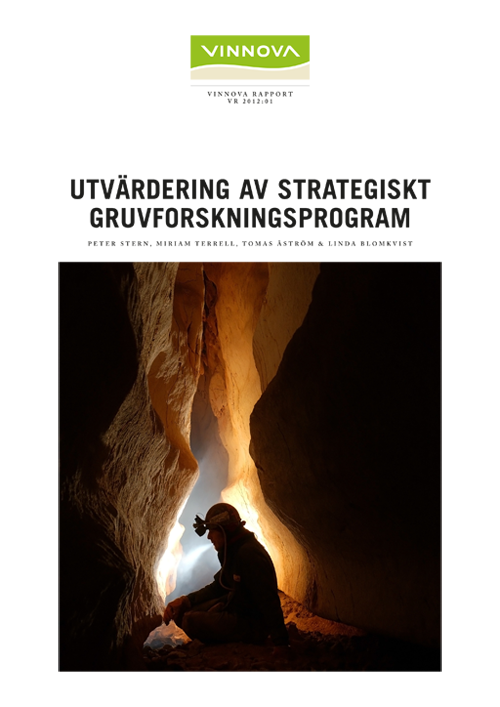 VINNOVA
VINNOVA RAPPORT
VR 2012:01
UTVÄRDERING AV STRATEGISKT
GRUVFORSKNINGSPROGRAM
PETER STERN, MIRIAM TERRELL, TOMAS ÅSTRÖM & LINDA BLOMKVIST